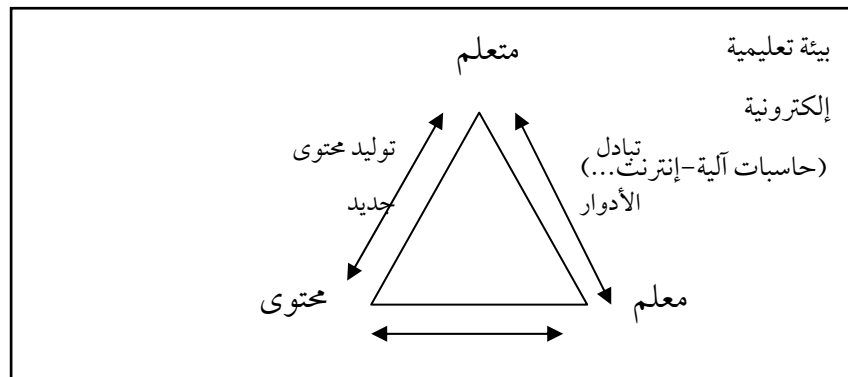 بيئة تعليمية
إلكترونية
(حاسبات آلية-إنترنت...)
متعلم
تبادل
الأدوار
توليد محتوى
جديد
معلم
محتوى